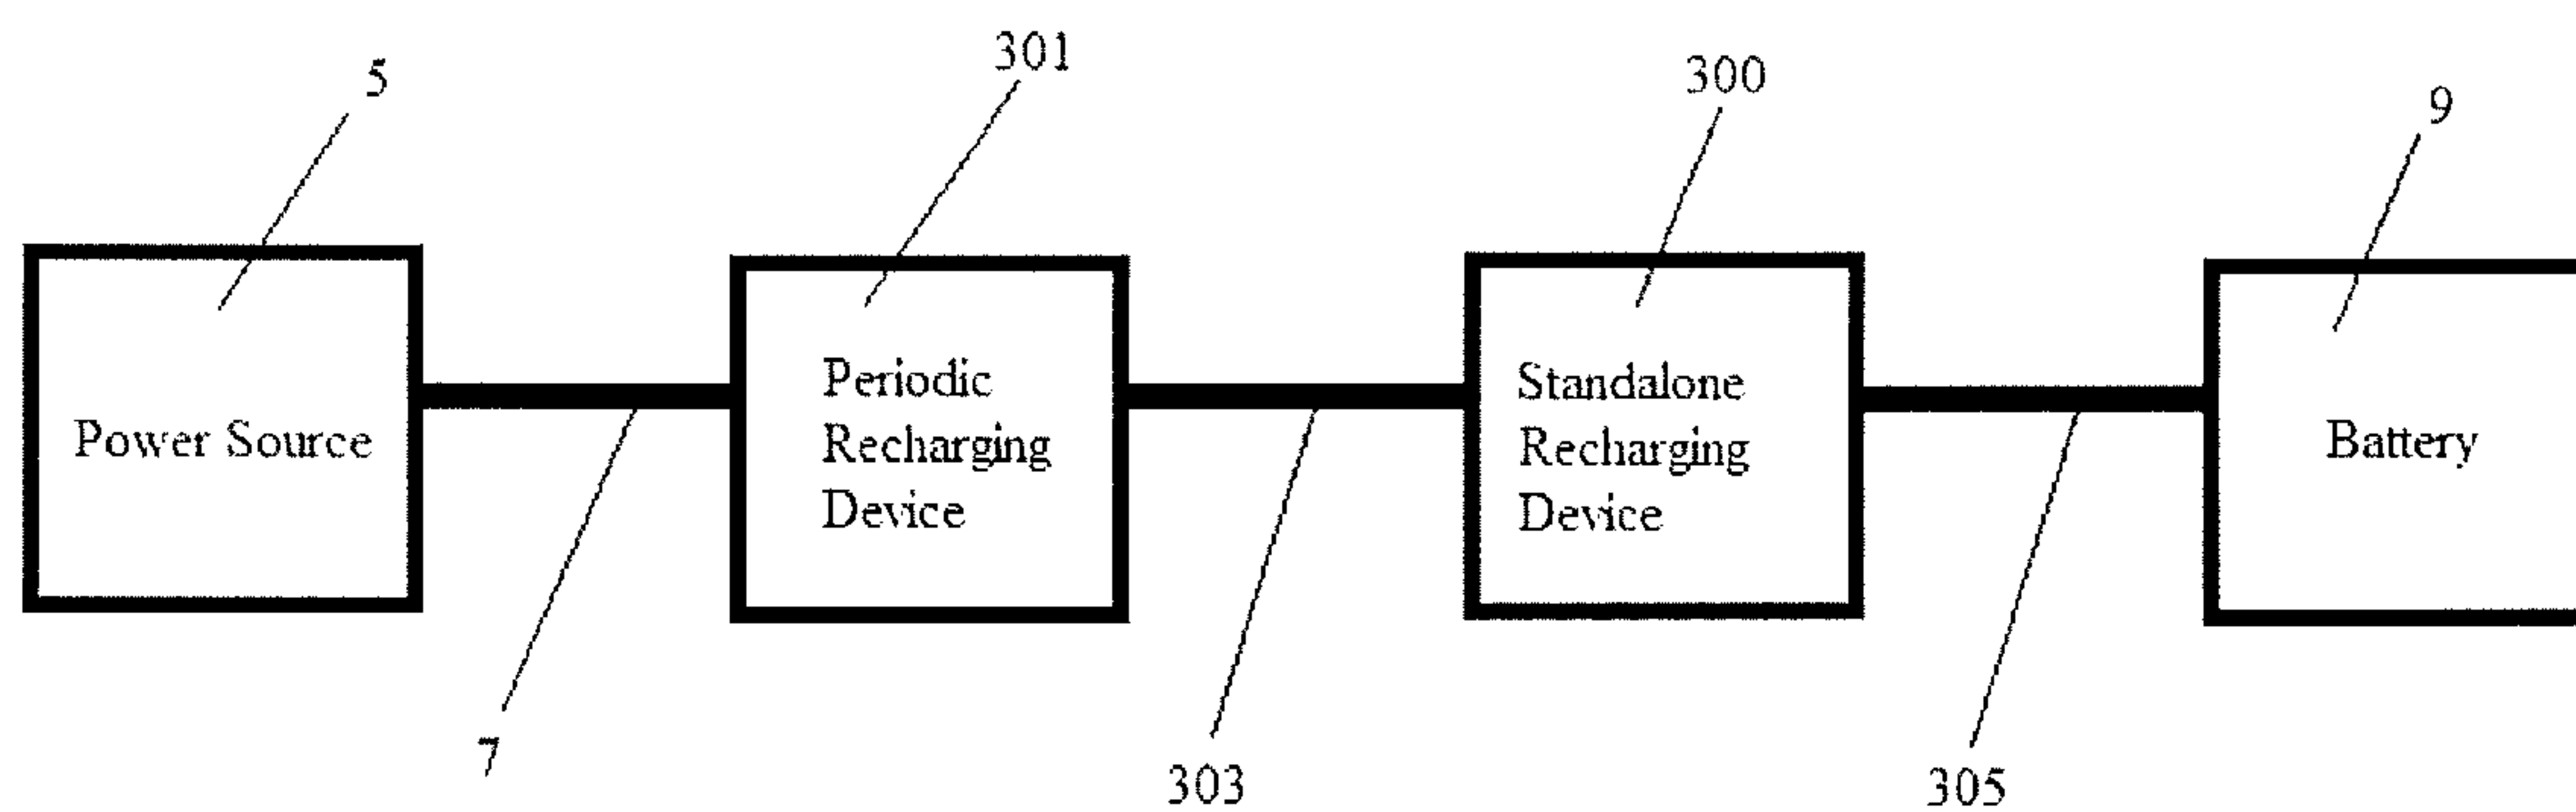 5
301
300
9
Power Source
Periodic
Recharging
Device
Standalone
Recharging
Device
Battery
7
303
305